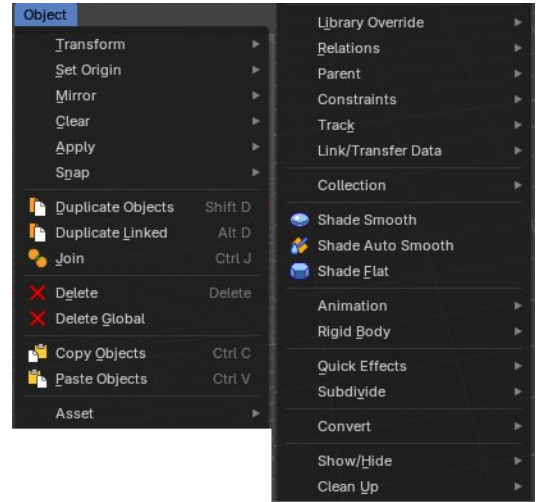 Object
Transform
Set Origin
Mirror
Clear
Apply
Snap
Duplicate Objects Shift D
Duplicate Linked Alt D
Join Ctrl J
Delete Delete
Delete Global
Copy Objects Ctrl C
Paste Objects Ctrl V
Asset
Library Override
Relations
Parent
Constraints
Track
Link/Transfer Data
Collection
Shade Smooth
Shade Auto Smooth
Shade Flat
Animation
Rigid Body
Quick Effects
Subdivide
Convert
Show/Hide
Clean Up